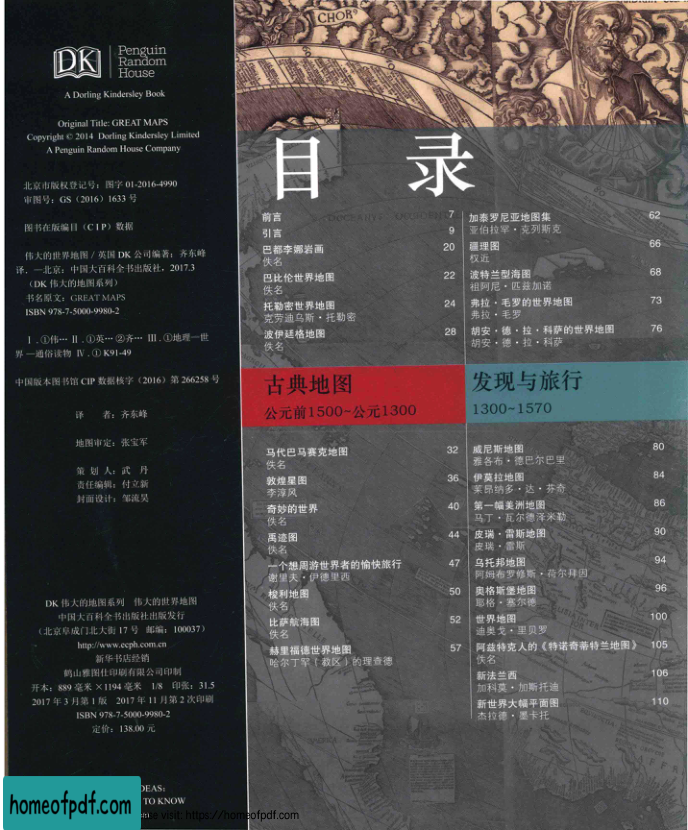 DK
Penguin
Random
House
A Dorling Kindersley Book
Original Title: GREAT MAPS
Copyright © 2014 Dorling Kindersley Limited
A Penguin Random House Company
北京市版权登记号：图字 01-2016-4990
审图号：GS（2016）1633 号
图书在版编目（CIP）数据
伟大的世界地图 / 英国 DK 公司编著；齐东峰
译. —北京：中国大百科全书出版社，2017.3
（DK 伟大的地图系列）
书名原文：GREAT MAPS
ISBN 978-7-5000-9980-2
Ⅰ.①伟… Ⅱ.①英…②齐… Ⅲ.①地理—世
界—通俗读物 Ⅳ.① K91-49
中国版本图书馆 CIP 数据核字（2016）第 266258 号
译 者：齐东峰
地图审定：张宝军
策 划 人：武 丹
责任编辑：付立新
封面设计：邹流昊
DK 伟大的地图系列 伟大的世界地图
中国大百科全书出版社出版发行
（北京阜成门北大街 17 号 邮编：100037）
http://www.ecph.com.cn
新华书店经销
鹤山雅图仕印刷有限公司印制
开本：889 毫米 ×1194 毫米 1/8 印张：31.5
2017 年 3 月第 1 版 2017 年 11 月第 2 次印刷
ISBN 978-7-5000-9980-2
定价：138.00 元
DEAS:
TO KNOW
CHOR
目 录
前言 7
引言 9
巴都李娜岩画 20
佚名
巴比伦世界地图 22
佚名
托勒密世界地图 24
克劳迪乌斯·托勒密
波伊廷格地图 28
佚名
古典地图
公元前1500~公元1300
马代巴马赛克地图 32
佚名
敦煌星图 36
李淳风
奇妙的世界 40
佚名
禹迹图 44
佚名
一个想周游世界者的愉快旅行 47
谢里夫·伊德里西
梭利地图 50
佚名
比萨航海图 52
佚名
赫里福德世界地图 57
哈尔丁罕（教区）的理查德
加泰罗尼亚地图集 62
亚伯拉罕·克列斯克
疆理图 66
权近
波特兰型海图 68
祖阿尼·匹兹加诺
弗拉·毛罗的世界地图 73
弗拉·毛罗
胡安·德·拉·科萨的世界地图 76
胡安·德·拉·科萨
发现与旅行
1300~1570
威尼斯地图 80
雅各布·德巴尔巴里
伊莫拉地图 84
莱昂纳多·达·芬奇
第一幅美洲地图 86
马丁·瓦尔德泽米勒
皮瑞·雷斯地图 90
皮瑞·雷斯
乌托邦地图 94
阿姆布罗修斯·荷尔拜因
奥格斯堡地图 96
耶格·塞尔德
世界地图 100
迪奥戈·里贝罗
阿兹特克人的《特诺奇蒂特兰地图》 105
佚名
新法兰西 106
加科莫·加斯托迪
新世界大幅平面图 110
杰拉德·墨卡托
homeofpdf.com
se visit: https://homeofpdf.com